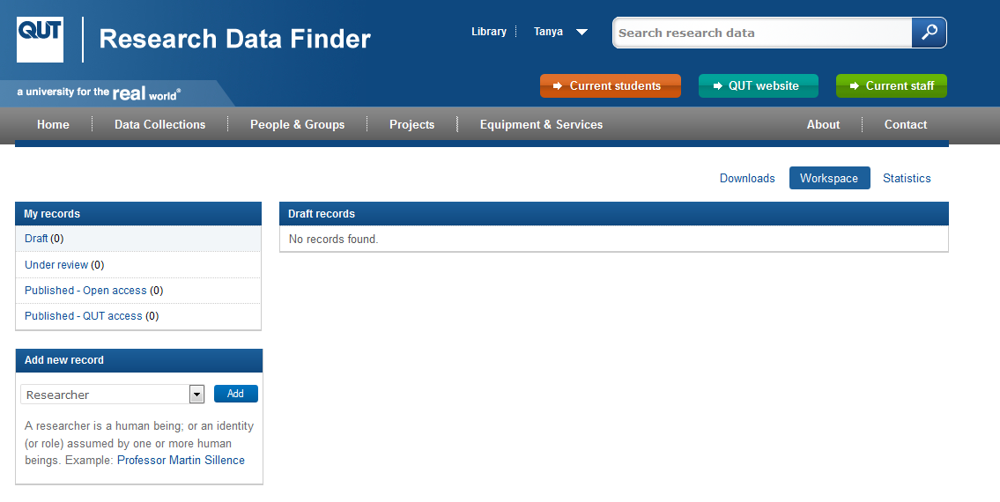 QUT
Research Data Finder
Library
Tanya
Search research data
a university for the real world®
Current students
QUT website
Current staff
Home
Data Collections
People & Groups
Projects
Equipment & Services
About
Contact
Downloads
Workspace
Statistics
My records
Draft (0)
Under review (0)
Published - Open access (0)
Published - QUT access (0)
Draft records
No records found.
Add new record
Researcher
Add
A researcher is a human being; or an identity
(or role) assumed by one or more human
beings. Example: Professor Martin Sillence